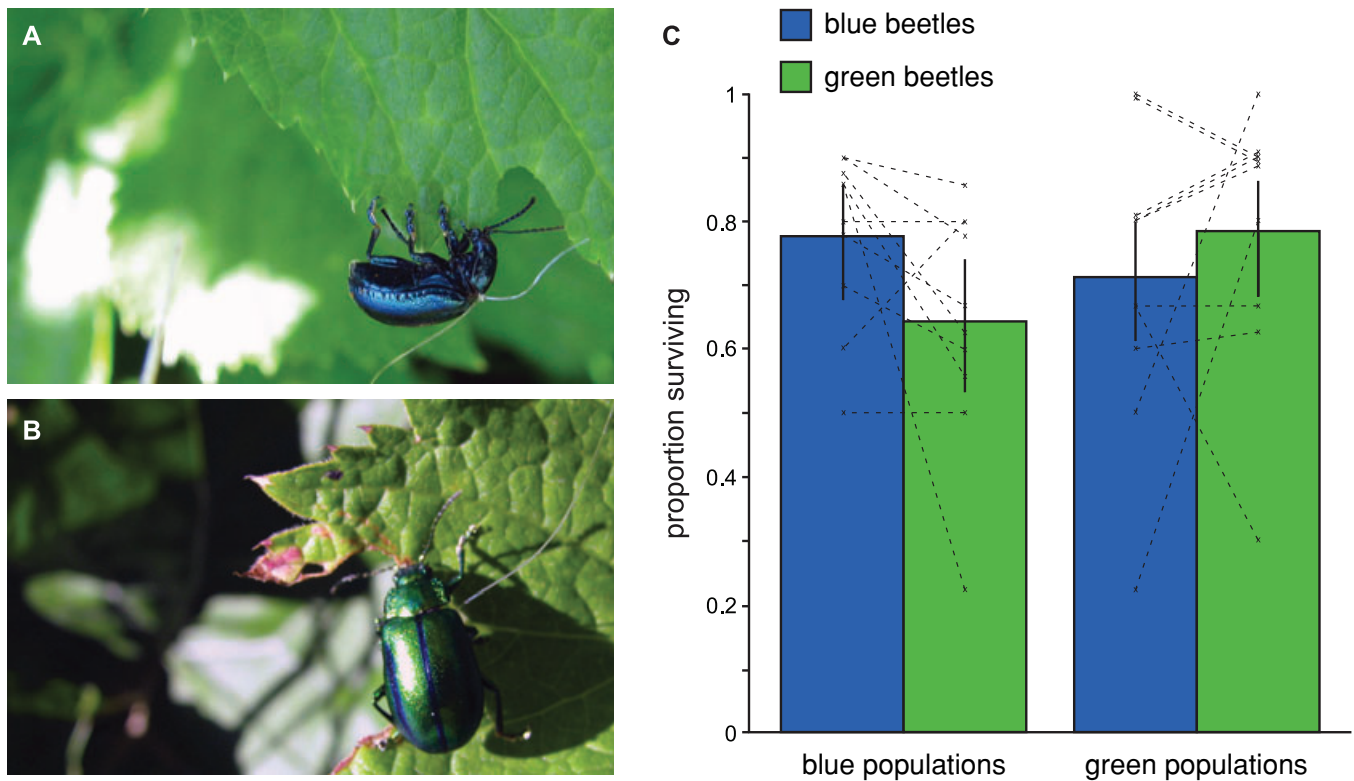 A
B
C
blue beetles
green beetles
proportion surviving
1
0.8
0.6
0.4
0.2
0
blue populations
green populations